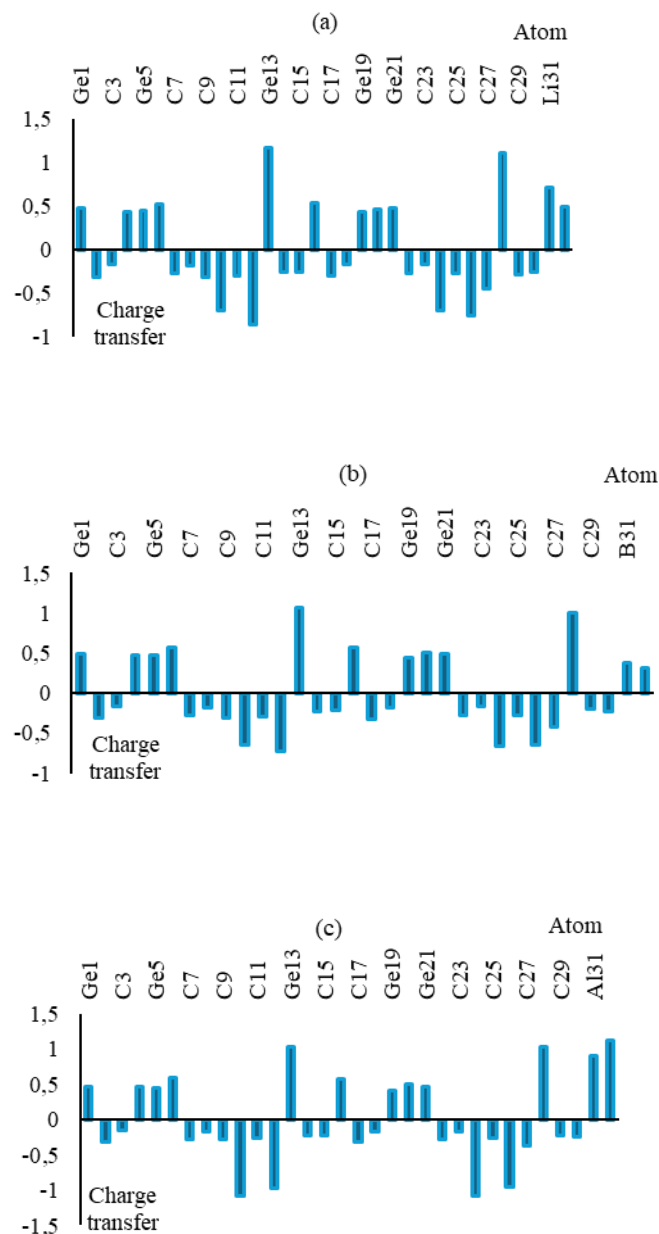 (a)
Atom
Ge1 C3 Ge5 C7 C9 C11 Ge13 C15 C17 Ge19 Ge21 C23 C25 C27 C29 Li31
1,5
1
0,5
0
-0,5
-1
Charge
transfer
(b)
Atom
Ge1 C3 Ge5 C7 C9 C11 Ge13 C15 C17 Ge19 Ge21 C23 C25 C27 C29 B31
1,5
1
0,5
0
-0,5
-1
Charge
transfer
(c)
Atom
Ge1 C3 Ge5 C7 C9 C11 Ge13 C15 C17 Ge19 Ge21 C23 C25 C27 C29 Al31
1,5
1
0,5
0
-0,5
-1
-1,5
Charge
transfer